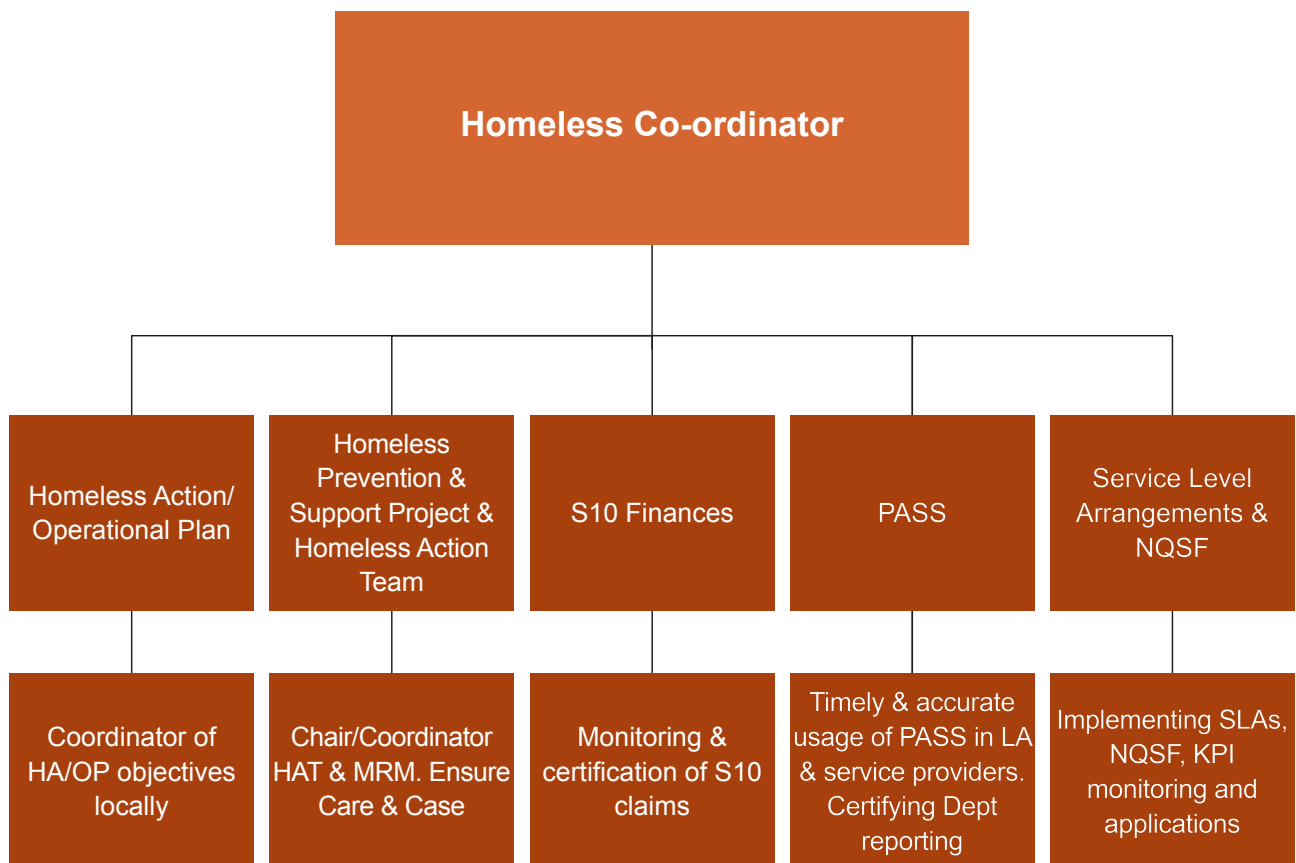 Homeless Co-ordinator
Homeless Action/
Operational Plan
Homeless
Prevention &
Support Project &
Homeless Action
Team
S10 Finances
PASS
Service Level
Arrangements &
NQSF
Coordinator of
HA/OP objectives
locally
Chair/Coordinator
HAT & MRM. Ensure
Care & Case
Monitoring &
certification of S10
claims
Timely & accurate
usage of PASS in LA
& service providers.
Certifying Dept
reporting
Implementing SLAs,
NQSF, KPI
monitoring and
applications